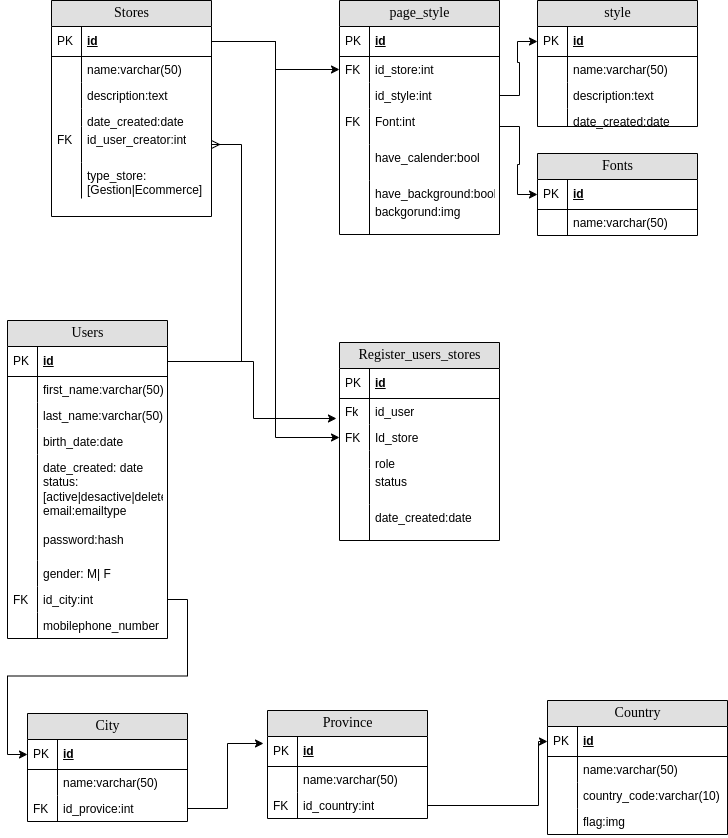 Stores
PK id
name:varchar(50)
description:text
date_created:date
FK id_user_creator:int
type_store:
[Gestion|Ecommerce]
page_style
PK id
FK id_store:int
id_style:int
FK Font:int
have_calender:bool
have_background:bool
backgorund:img
style
PK id
name:varchar(50)
description:text
date_created:date
Fonts
PK id
name:varchar(50)
Users
PK id
first_name:varchar(50)
last_name:varchar(50)
birth_date:date
date_created: date
status:
[active|desactive|delete
email:emailtype
password:hash
gender: M| F
FK id_city:int
mobilephone_number
Register_users_stores
PK id
Fk id_user
FK Id_store
role
status
date_created:date
City
PK id
name:varchar(50)
FK id_provice:int
Province
PK id
name:varchar(50)
FK id_country:int
Country
PK id
name:varchar(50)
country_code:varchar(10)
flag:img